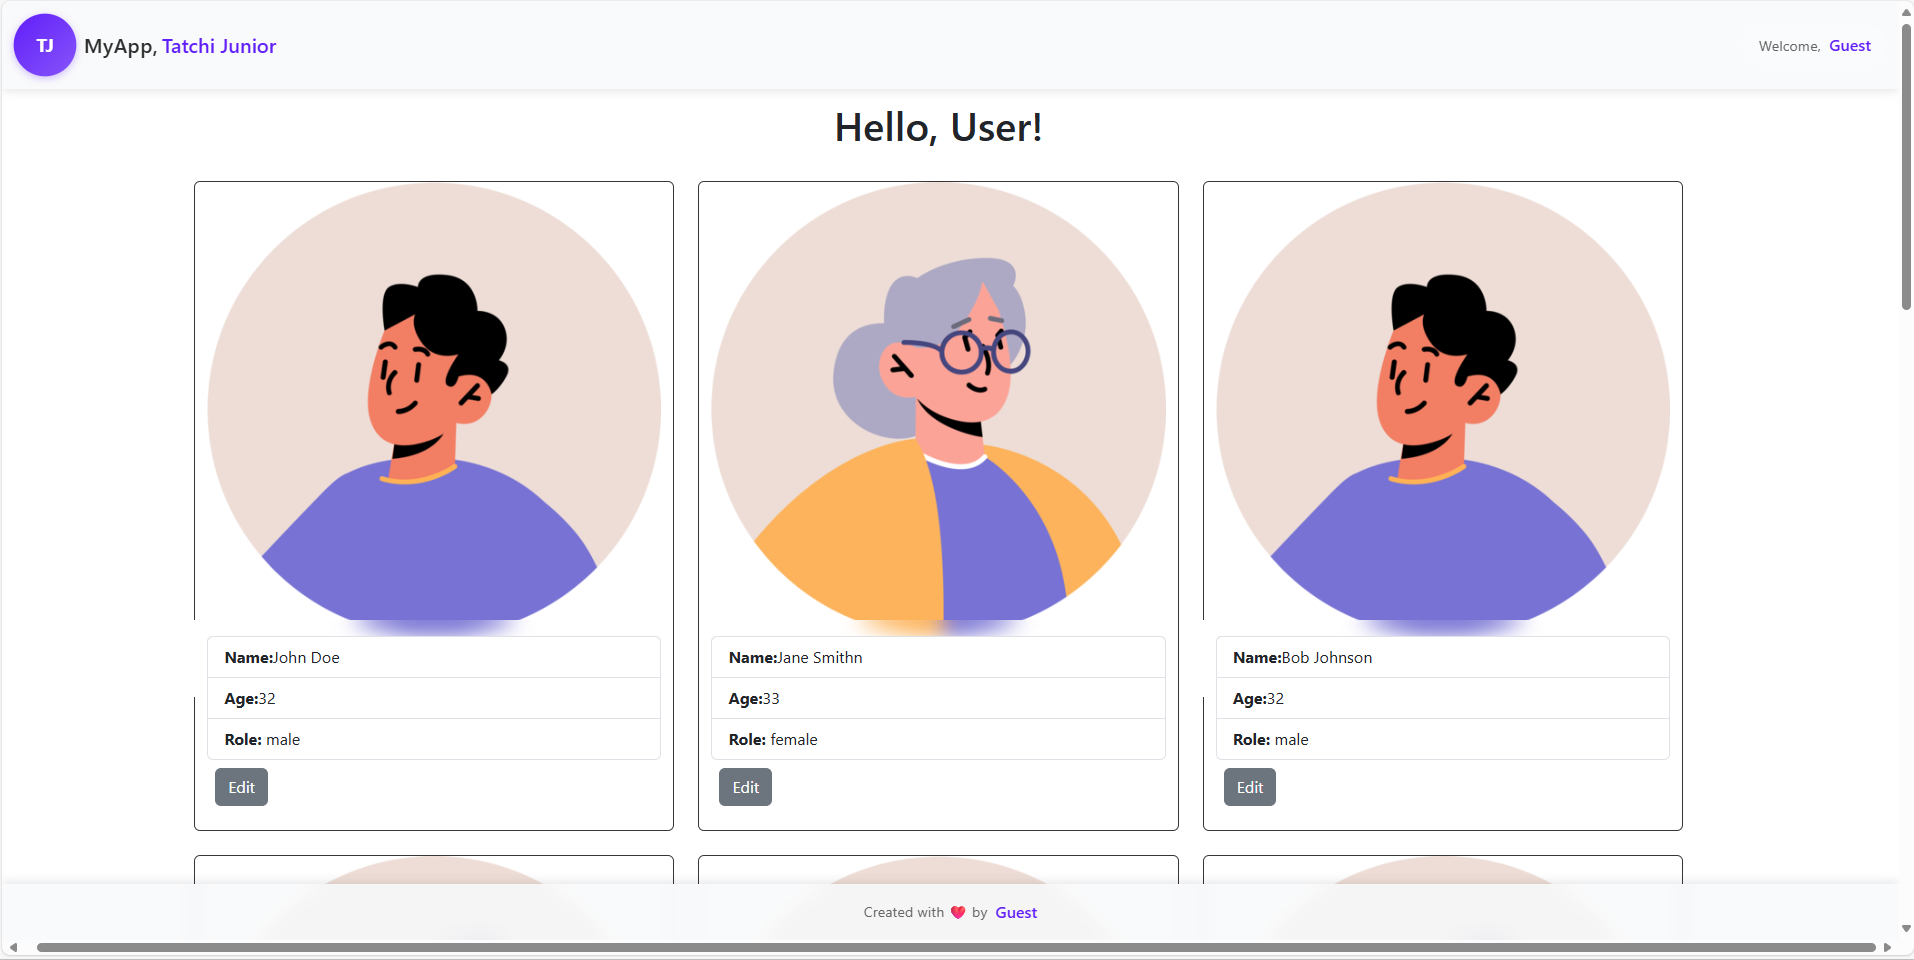 TJ MyApp, Tatchi Junior
Welcome, Guest
Hello, User!
Name:John Doe
Age:32
Role: male
Edit
Name:Jane Smithn
Age:33
Role: female
Edit
Name:Bob Johnson
Age:32
Role: male
Edit
Created with ❤️ by Guest